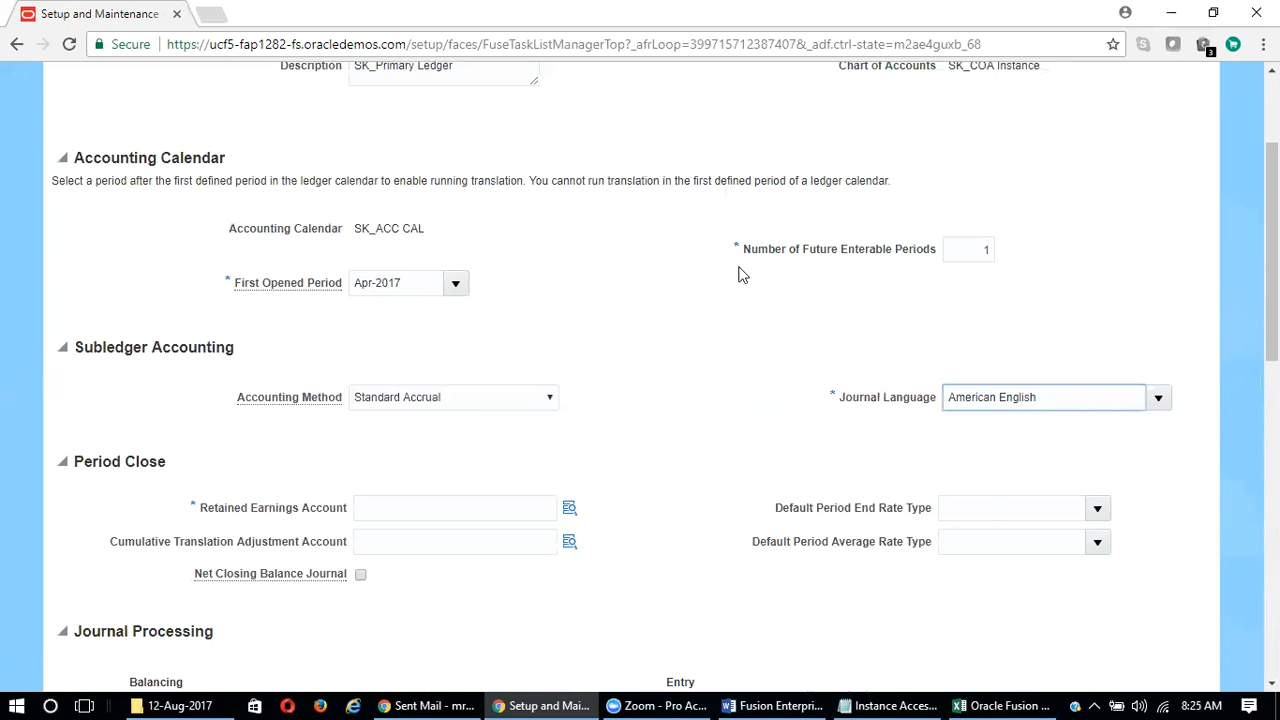 Setup and Maintenance
Secure
https://ucf5-fap1282-fs.oracledemos.com/setup/faces/FuseTaskListManagerTop?_afrLoop=399715712387407&_adf.ctrl-state=m2ae4guxb_68
3
Description SK_Primary Ledger
Chart of Accounts SK_COA Instance
Accounting Calendar
Select a period after the first defined period in the ledger calendar to enable running translation. You cannot run translation in the first defined period of a ledger calendar.
Accounting Calendar SK_ACC CAL
* Number of Future Enterable Periods 1
* First Opened Period Apr-2017
Subledger Accounting
Accounting Method Standard Accrual
* Journal Language American English
Period Close
* Retained Earnings Account
Default Period End Rate Type
Cumulative Translation Adjustment Account
Default Period Average Rate Type
Net Closing Balance Journal
Journal Processing
Balancing
Entry
12-Aug-2017
Sent Mail - mr...
Setup and Mai...
Zoom - Pro Ac...
Fusion Enterpri...
Instance Acces...
Oracle Fusion ...
8:25 AM